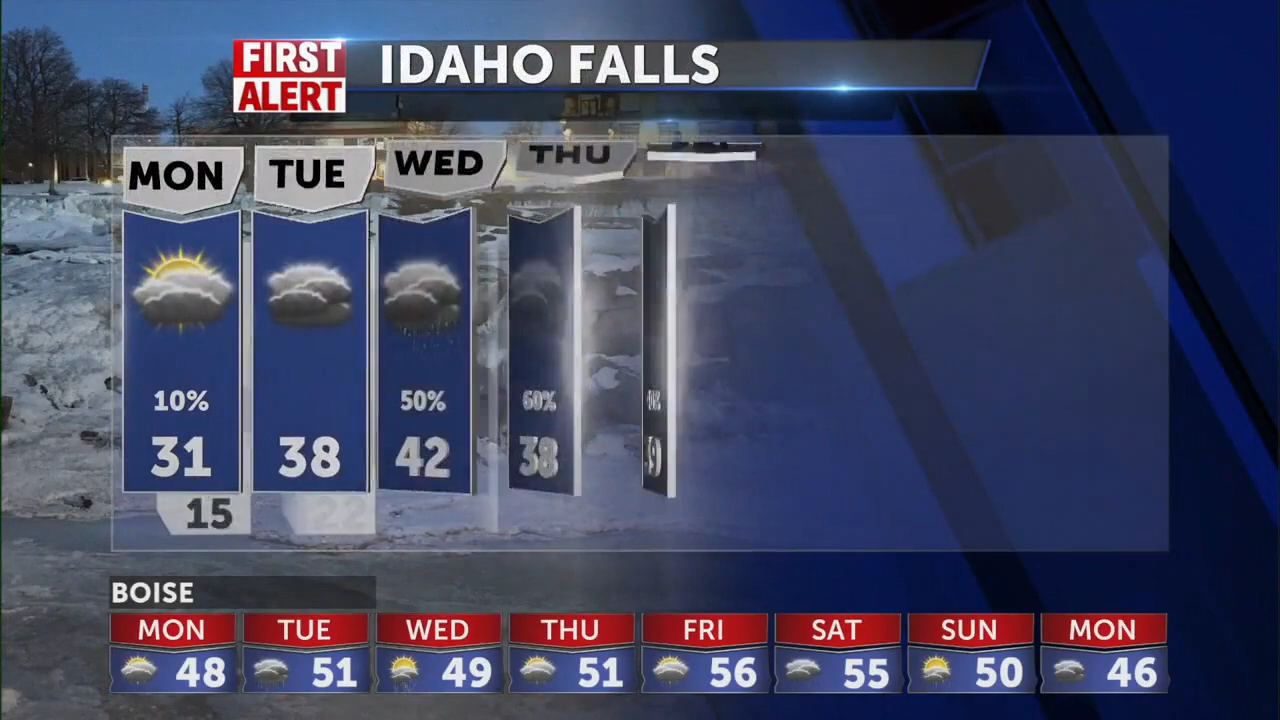 FIRST
ALERT
IDAHO FALLS
MON TUE WED THU
10% 50% 60%
31 38 42 38
15 22
BOISE
MON TUE WED THU FRI SAT SUN MON
48 51 49 51 56 55 50 46